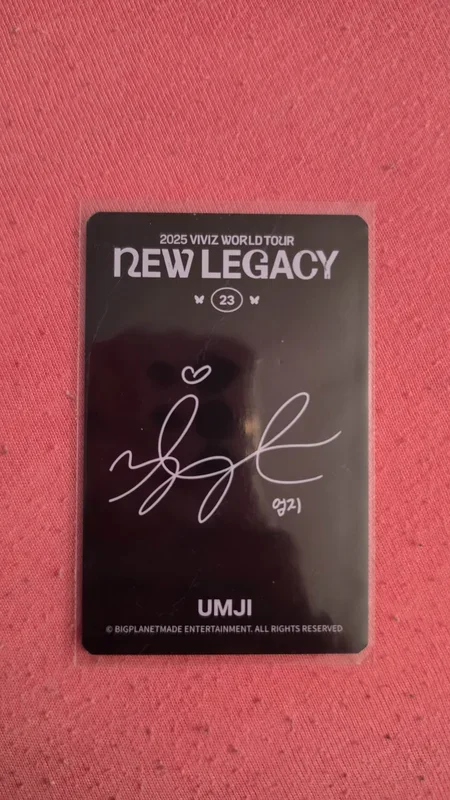 2025 VIVIZ WORLD TOUR
NEW LEGACY
23
엄지
UMJI
© BIGPLANETMADE ENTERTAINMENT. ALL RIGHTS RESERVED